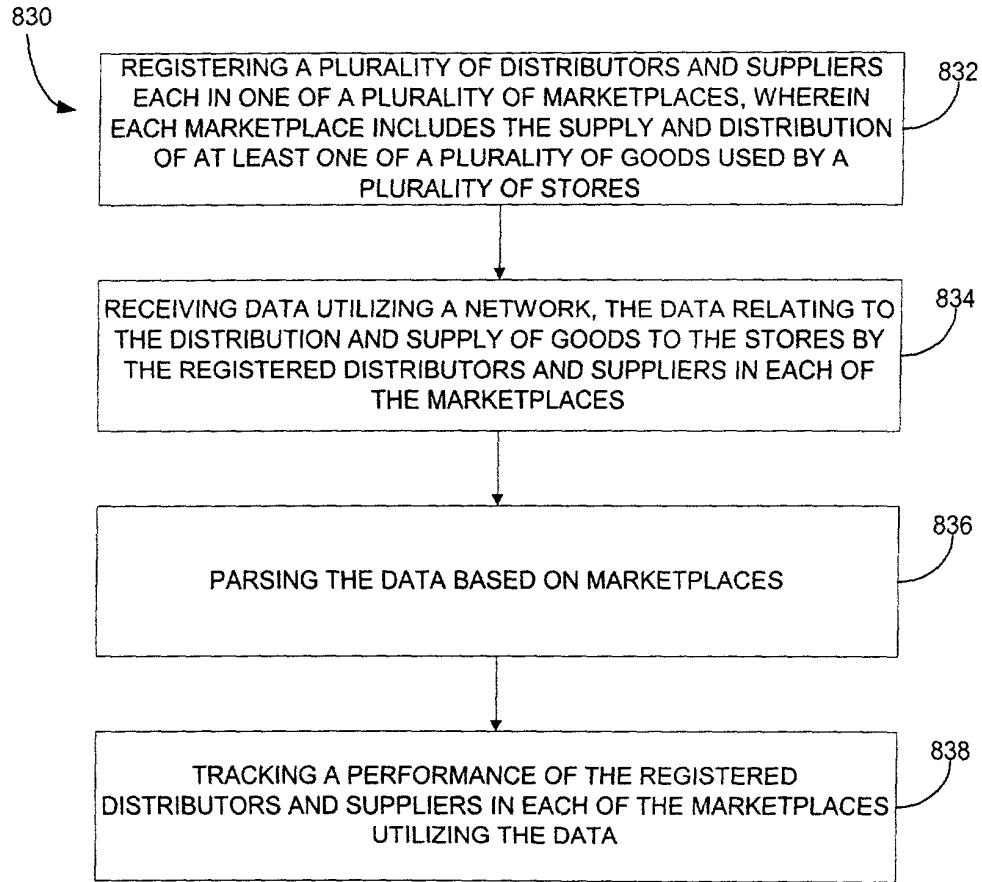 830
REGISTERING A PLURALITY OF DISTRIBUTORS AND SUPPLIERS
EACH IN ONE OF A PLURALITY OF MARKETPLACES, WHEREIN
EACH MARKETPLACE INCLUDES THE SUPPLY AND DISTRIBUTION
OF AT LEAST ONE OF A PLURALITY OF GOODS USED BY A
PLURALITY OF STORES
832
RECEIVING DATA UTILIZING A NETWORK, THE DATA RELATING TO
THE DISTRIBUTION AND SUPPLY OF GOODS TO THE STORES BY
THE REGISTERED DISTRIBUTORS AND SUPPLIERS IN EACH OF
THE MARKETPLACES
834
PARSING THE DATA BASED ON MARKETPLACES
836
TRACKING A PERFORMANCE OF THE REGISTERED
DISTRIBUTORS AND SUPPLIERS IN EACH OF THE MARKETPLACES
UTILIZING THE DATA
838